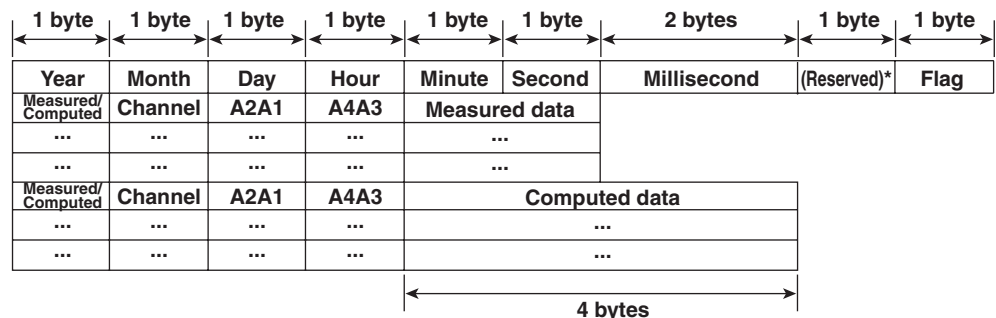 1 byte 1 byte 1 byte 1 byte 1 byte 1 byte 2 bytes 1 byte 1 byte
Year Month Day Hour Minute Second Millisecond (Reserved)* Flag
Measured/
Computed Channel A2A1 A4A3 Measured data
... ... ... ... ...
... ... ... ... ...
Measured/
Computed Channel A2A1 A4A3 Computed data
... ... ... ... ...
... ... ... ... ...
4 bytes